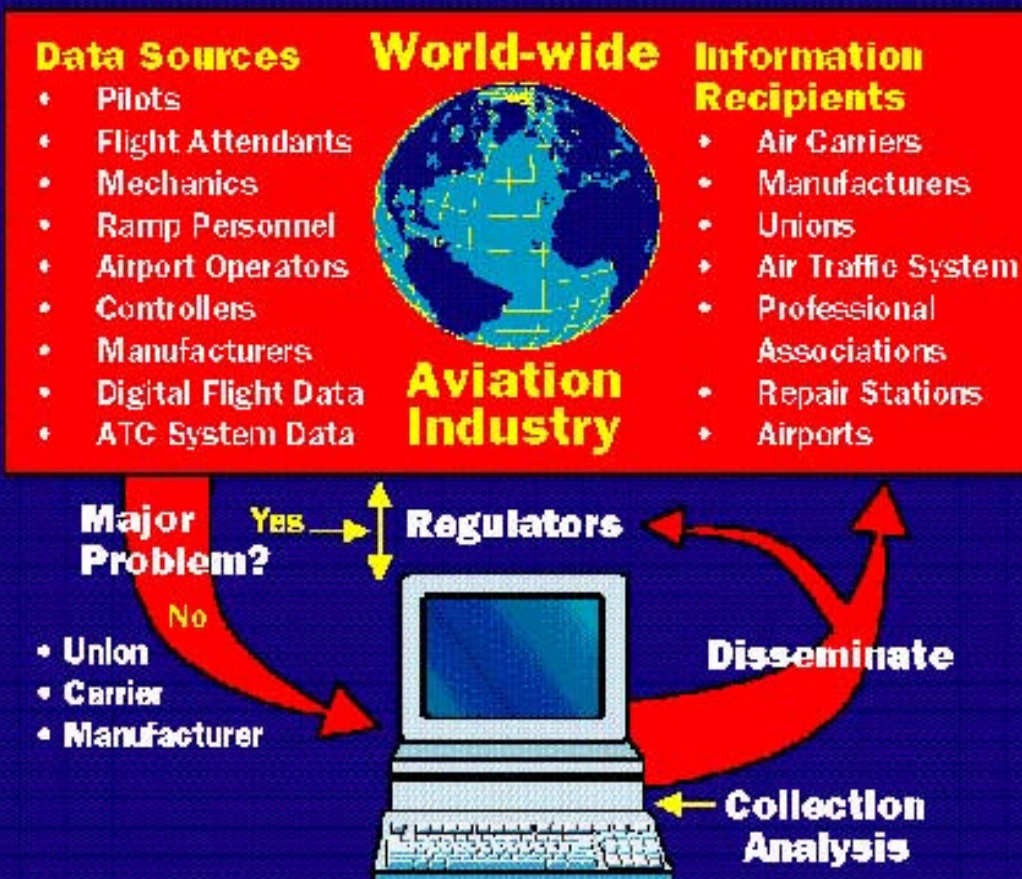 Data Sources
• Pilots
• Flight Attendants
• Mechanics
• Ramp Personnel
• Airport Operators
• Controllers
• Manufacturers
• Digital Flight Data
• ATC System Data
World-wide
Aviation
Industry
Information
Recipients
• Air Carriers
• Manufacturers
• Unions
• Air Traffic System
• Professional
Associations
• Repair Stations
• Airports
Major
Problem?
Yes
Regulators
No
• Union
• Carrier
• Manufacturer
Disseminate
Collection
Analysis